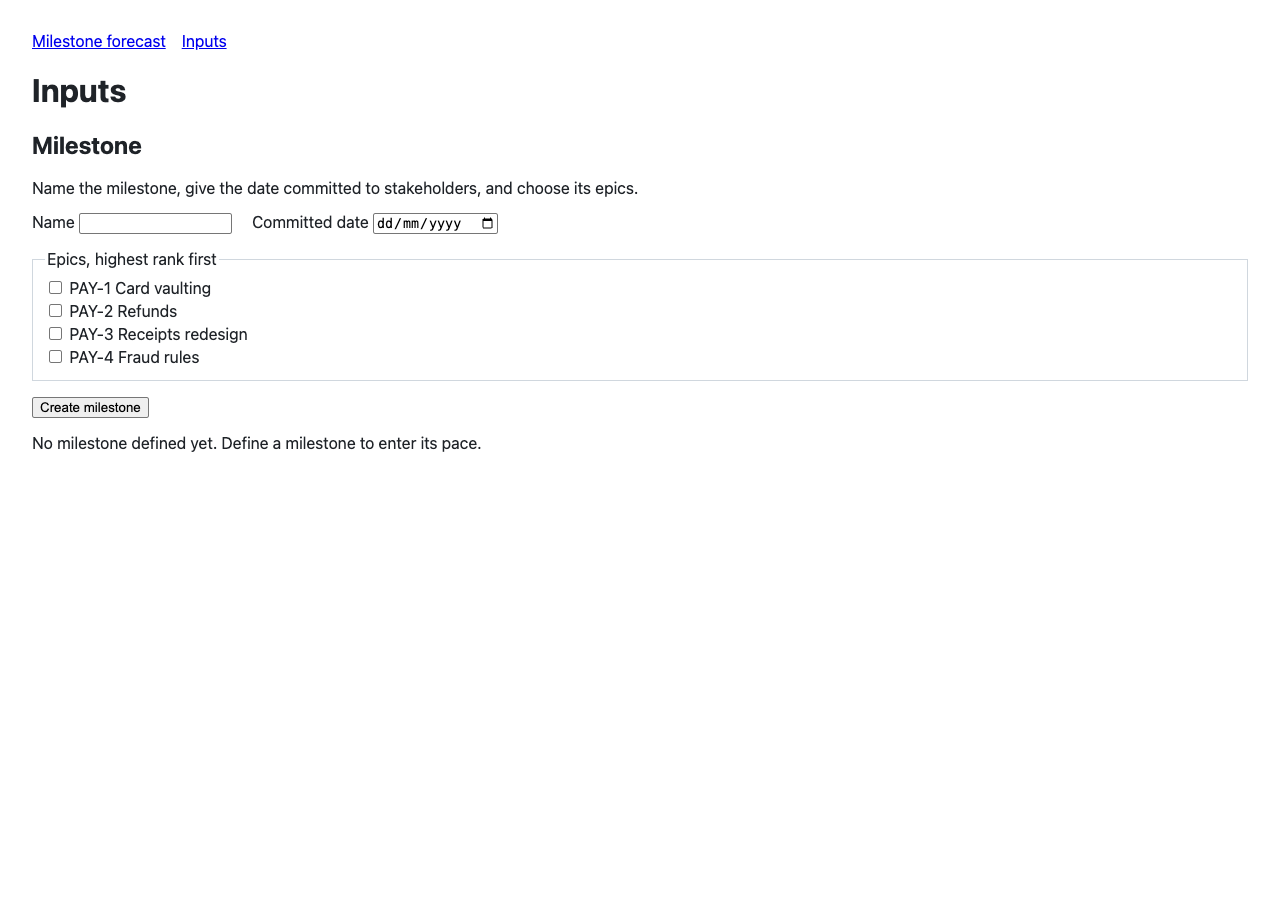 Milestone forecast Inputs
Inputs
Milestone
Name the milestone, give the date committed to stakeholders, and choose its epics.
Name Committed date dd/mm/yyyy
Epics, highest rank first
PAY-1 Card vaulting
PAY-2 Refunds
PAY-3 Receipts redesign
PAY-4 Fraud rules
Create milestone
No milestone defined yet. Define a milestone to enter its pace.